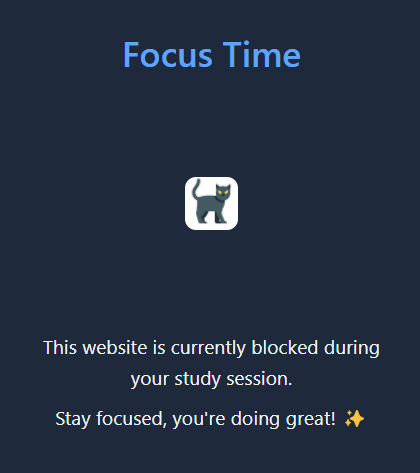 Focus Time
This website is currently blocked during
your study session.
Stay focused, you're doing great! ✨